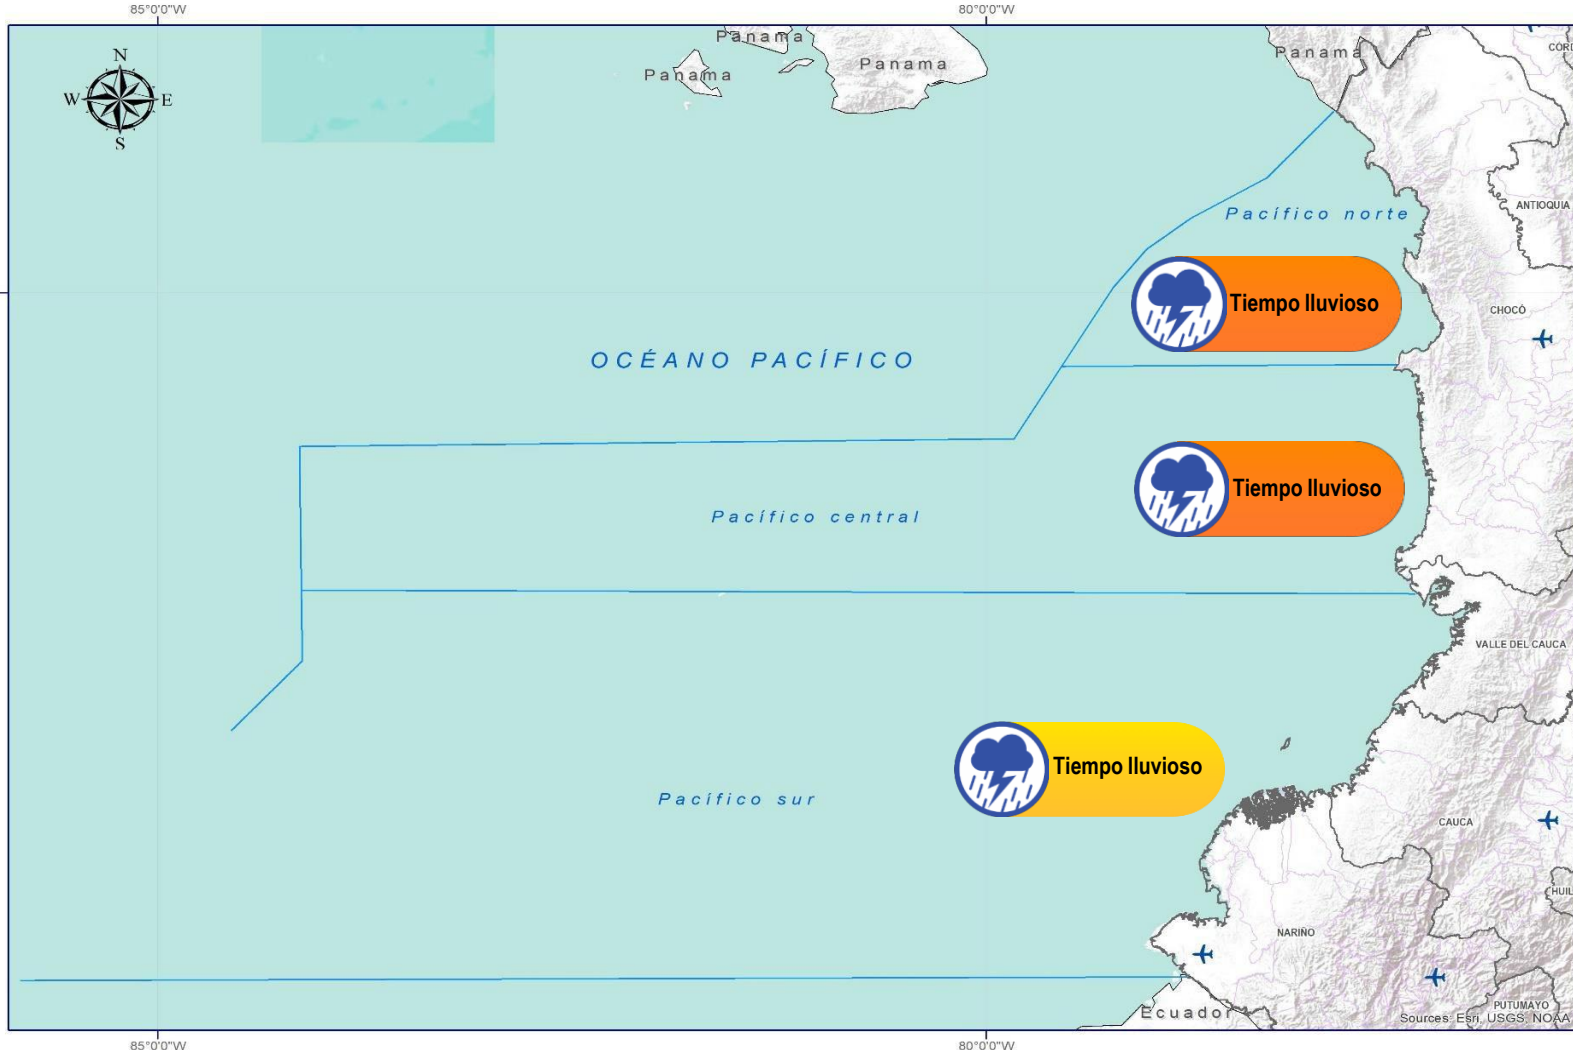 85°0'0"W 80°0'0"W
N
W E
S
Panama
Panama
Panama
Panama
ANTIOQUIA
Pacífico norte
Tiempo lluvioso
CHOCÓ
OCÉANO PACÍFICO
Tiempo lluvioso
Pacífico central
VALLE DEL CAUCA
Tiempo lluvioso
Pacífico sur
CAUCA
NARIÑO
PUTUMAYO
Ecuador
Sources: Esri, USGS, NOAA
85°0'0"W 80°0'0"W